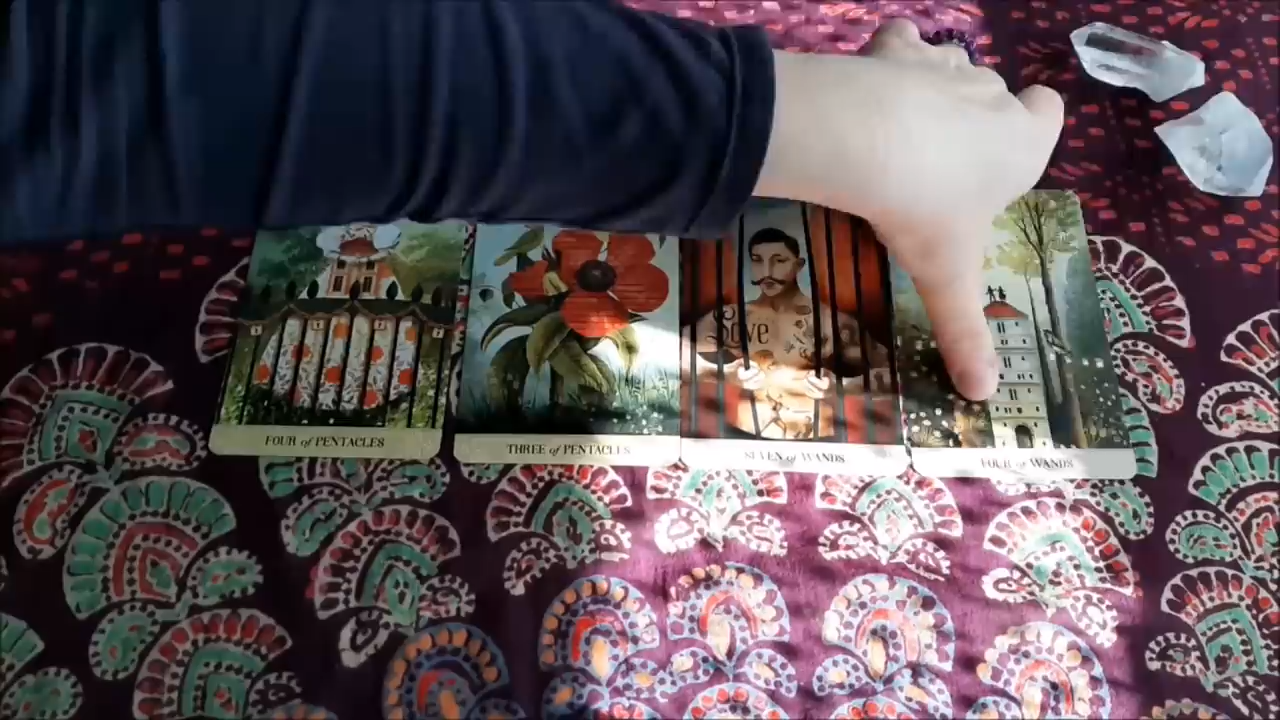 FOUR of PENTACLES
THREE of PENTACLES
Love
SEVEN of WANDS
FOUR of WANDS